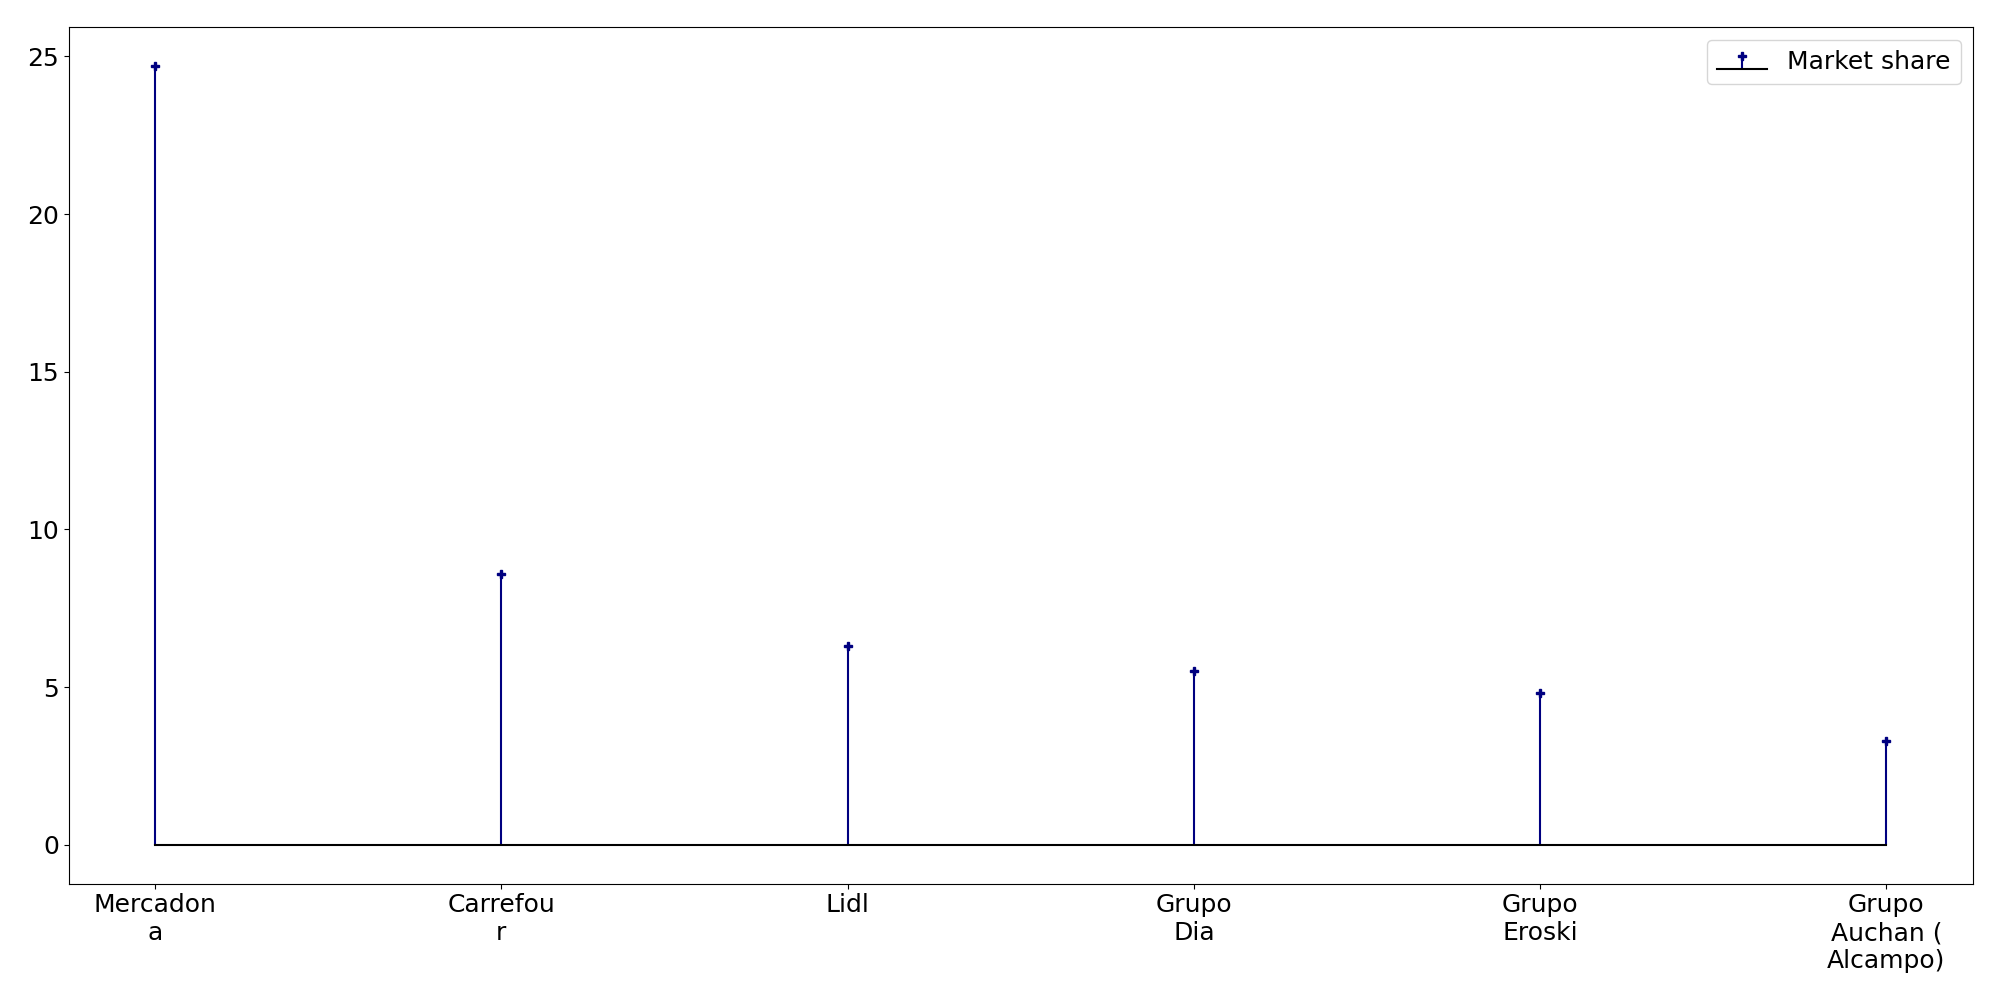 25
20
15
10
5
0
Market share
Mercadon
a
Carrefou
r
Lidl
Grupo
Dia
Grupo
Eroski
Grupo
Auchan (
Alcampo)